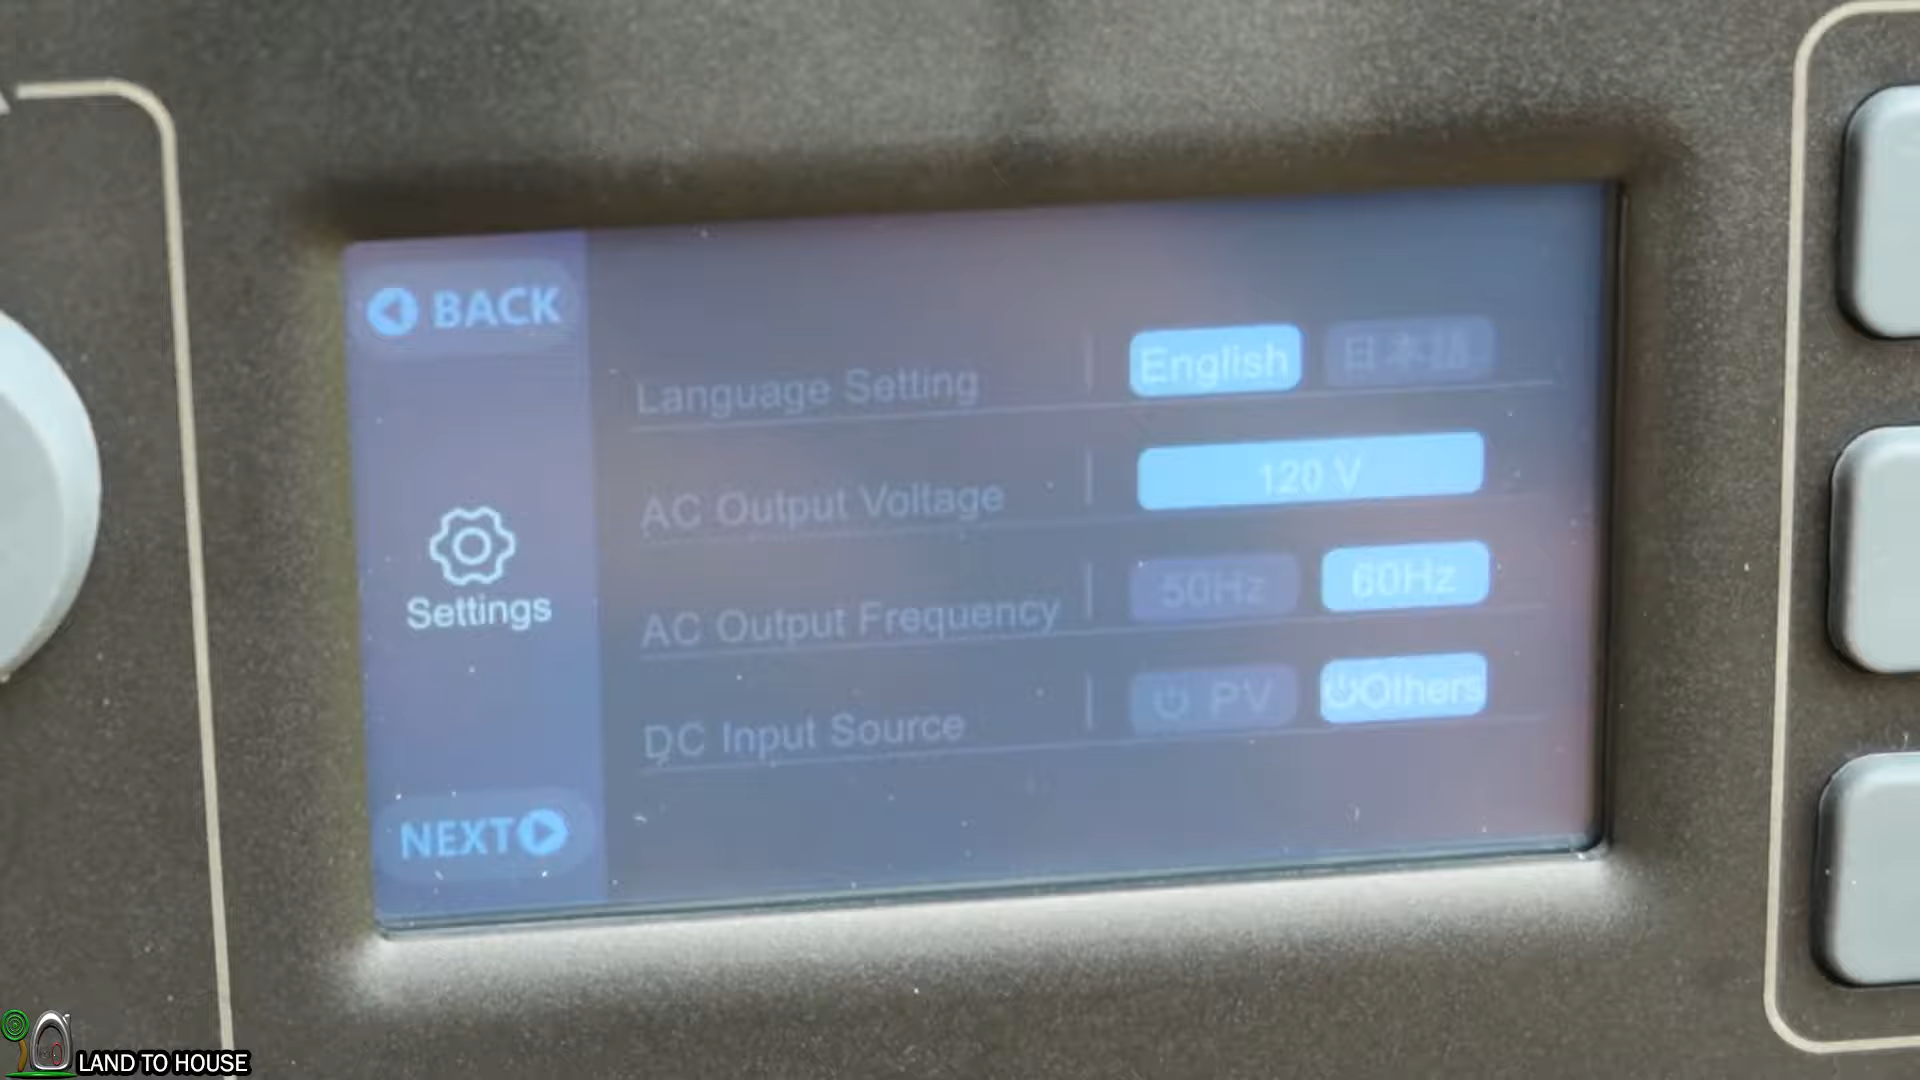 BACK
Language Setting English 日本語
AC Output Voltage 120 V
Settings
AC Output Frequency 50Hz 60Hz
DC Input Source PV Others
NEXT
LAND TO HOUSE